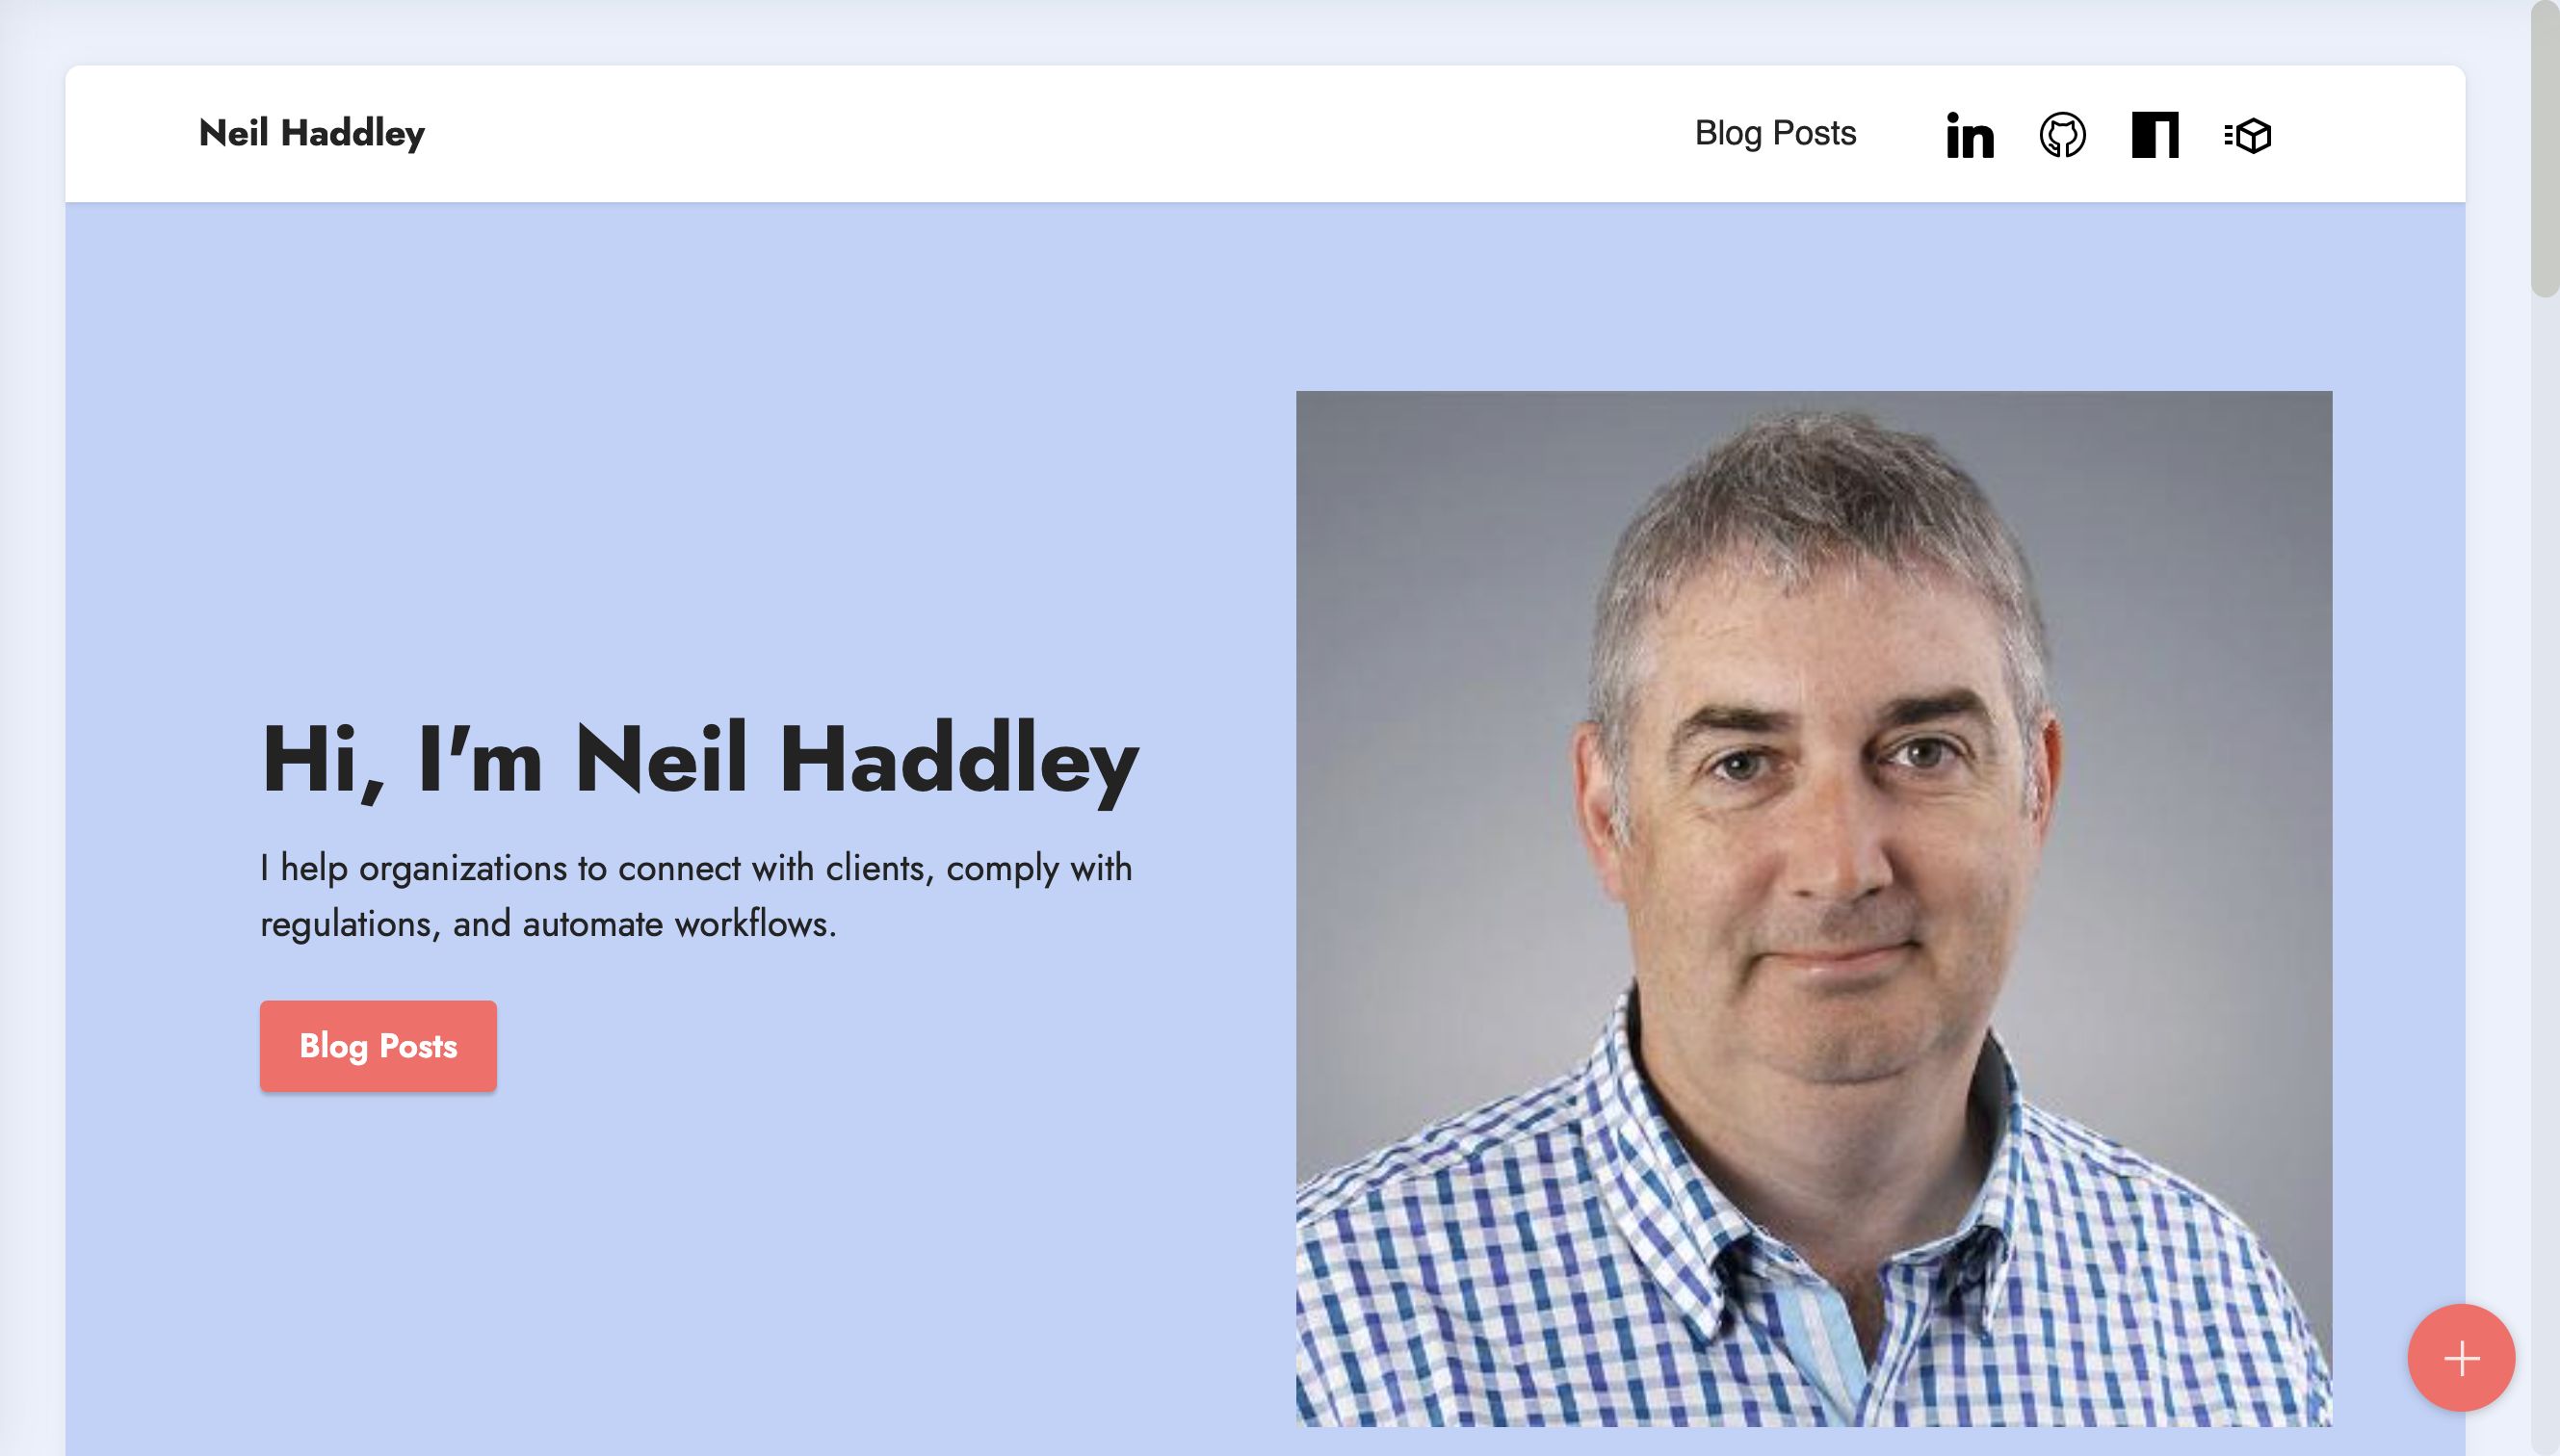 Neil Haddley
Blog Posts
Hi, I'm Neil Haddley
I help organizations to connect with clients, comply with
regulations, and automate workflows.
Blog Posts